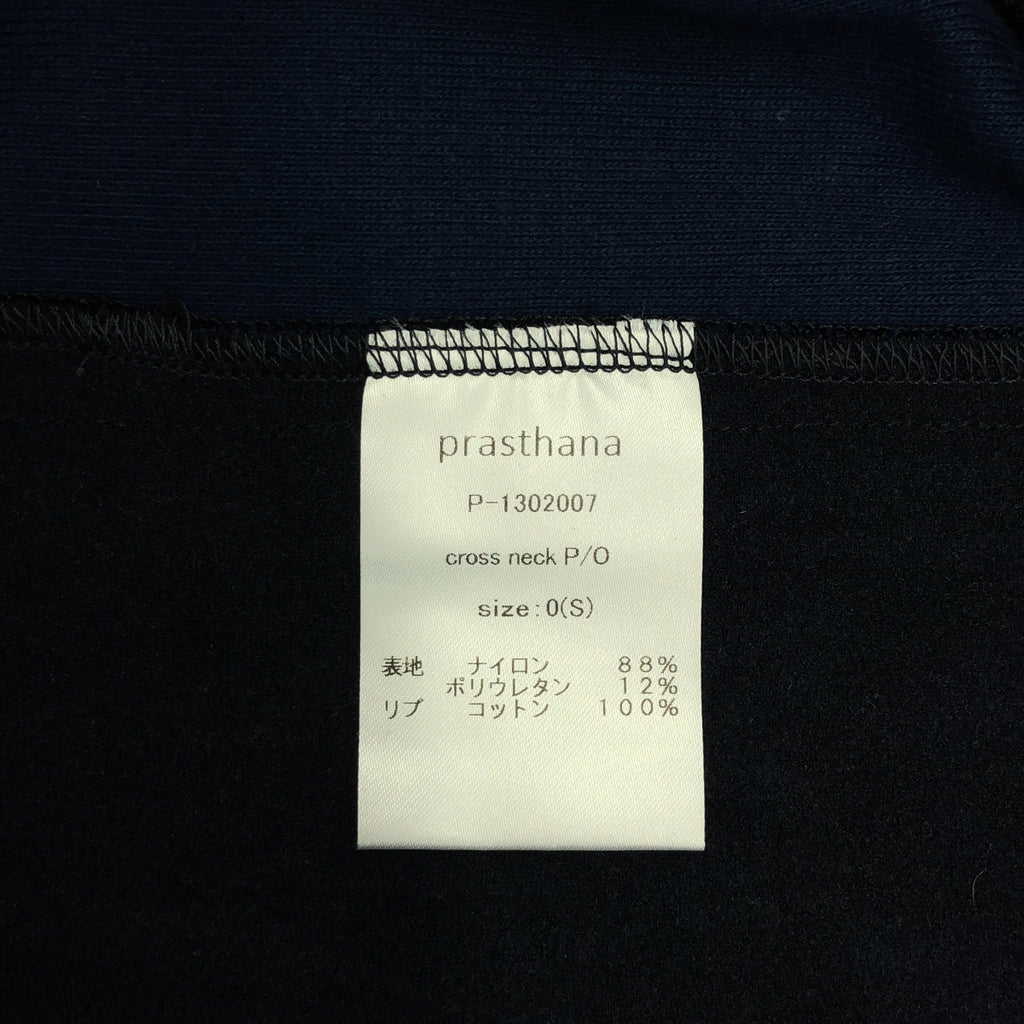 prasthana
P-1302007
cross neck P/O
size:0(S)
表地 ナイロン 88%
ポリウレタン 12%
リブ コットン 100%